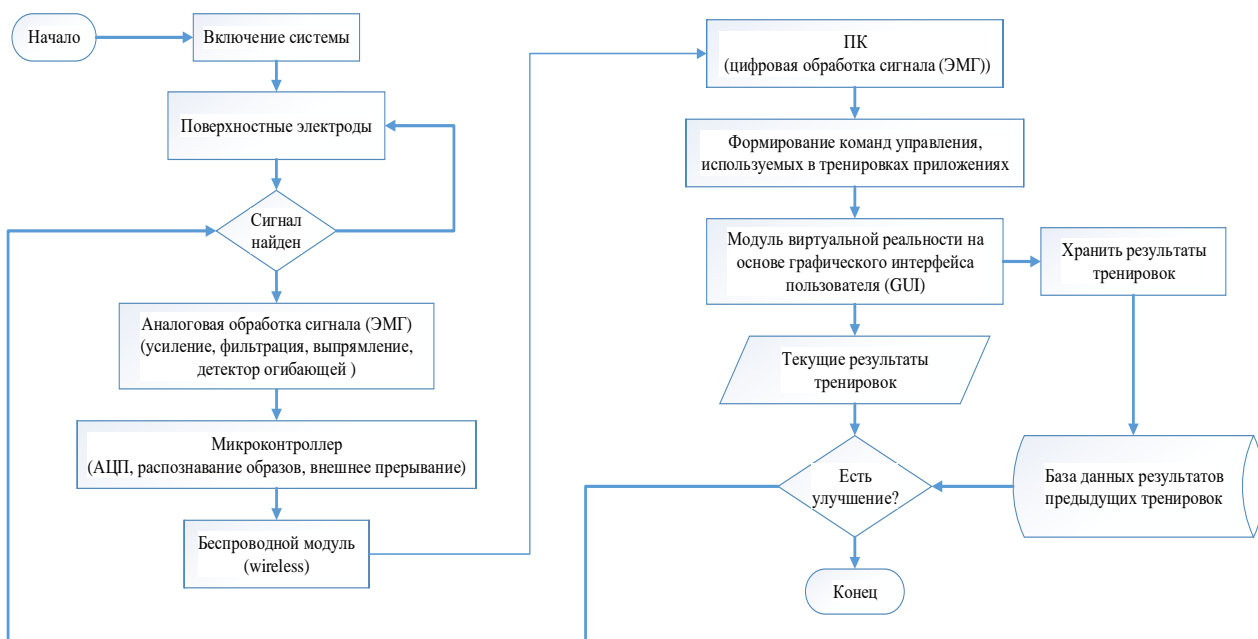 Начало
Включение системы
Поверхностные электроды
Сигнал
найден
Аналоговая обработка сигнала (ЭМГ)
(усиление, фильтрация, выпрямление,
детектор огибающей )
Микроконтроллер
(АЦП, распознавание образов, внешнее прерывание)
Беспроводной модуль
(wireless)
ПК
(цифровая обработка сигнала (ЭМГ))
Формирование команд управления,
используемых в тренировках приложениях
Модуль виртуальной реальности на
основе графического интерфейса
пользователя (GUI)
Хранить результаты
тренировок
Текущие результаты
тренировок
Есть
улучшение?
База данных результатов
предыдущих тренировок
Конец